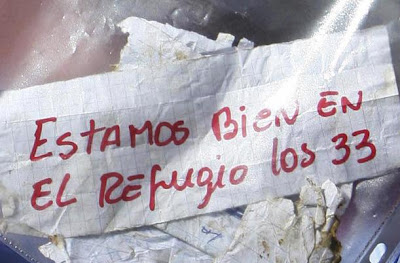 ESTAMOS BIEN EN
EL REfugio los 33